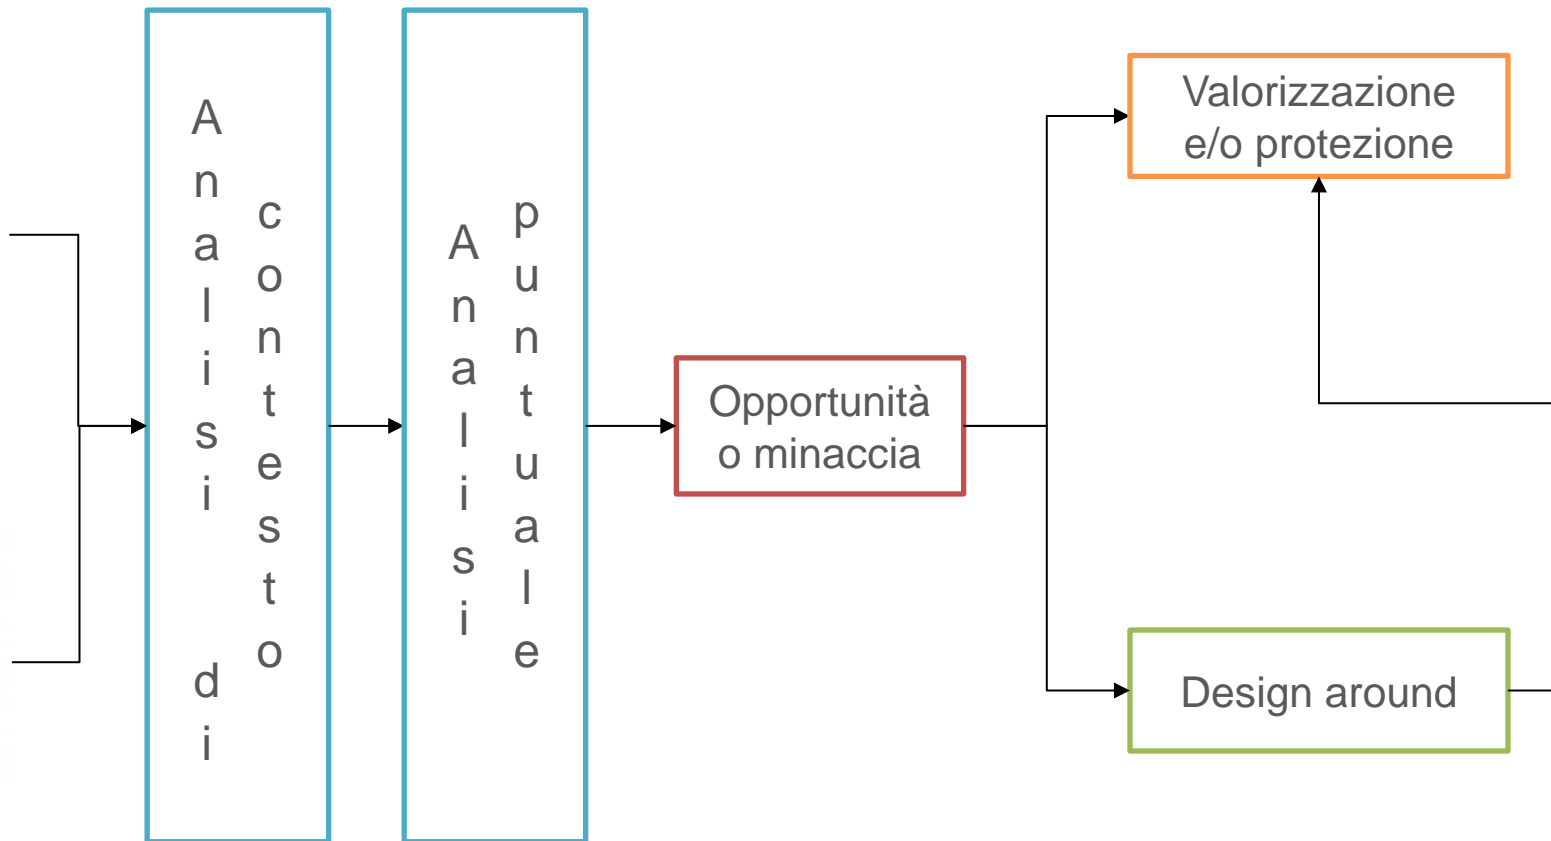 Analisi di
contesto
Analisi
puntuale
Opportunità
o minaccia
Valorizzazione
e/o protezione
Design around